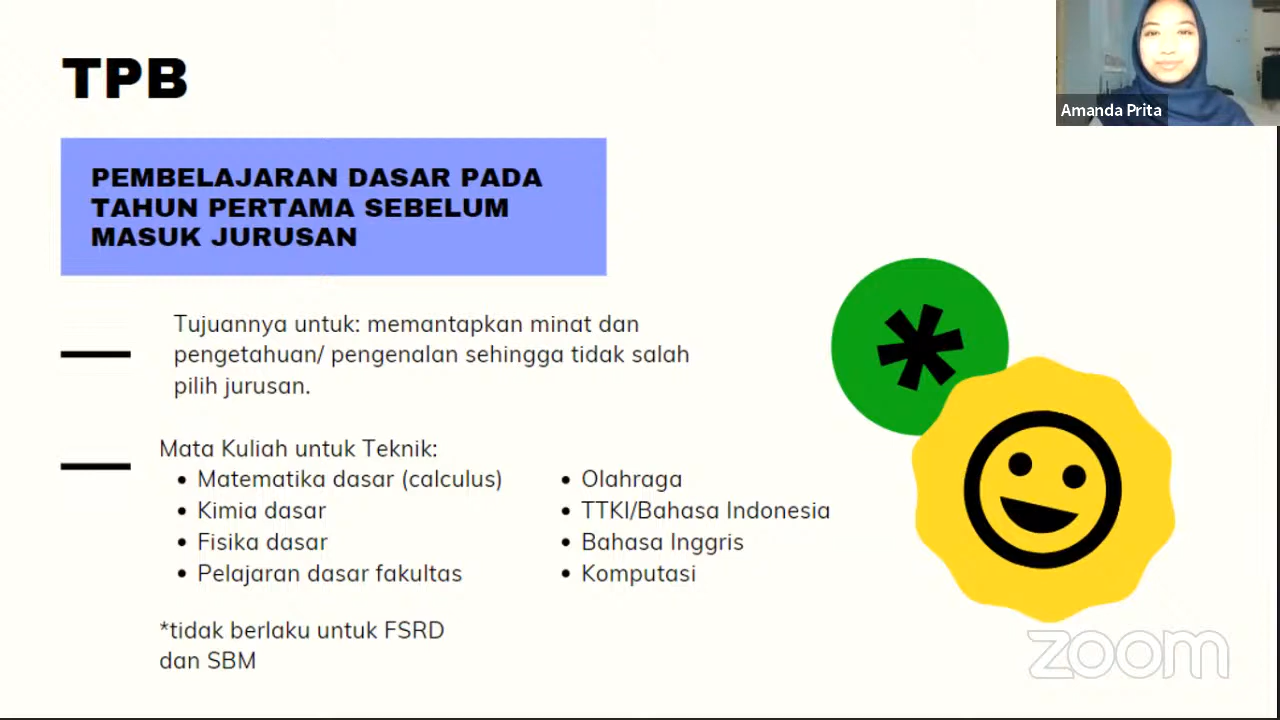 TPB
Amanda Prita
PEMBELAJARAN DASAR PADA
TAHUN PERTAMA SEBELUM
MASUK JURUSAN
Tujuannya untuk: memantapkan minat dan
pengetahuan/ pengenalan sehingga tidak salah
pilih jurusan.
Mata Kuliah untuk Teknik:
• Matematika dasar (calculus)
• Kimia dasar
• Fisika dasar
• Pelajaran dasar fakultas
• Olahraga
• TTKI/Bahasa Indonesia
• Bahasa Inggris
• Komputasi
*tidak berlaku untuk FSRD
dan SBM
zoom